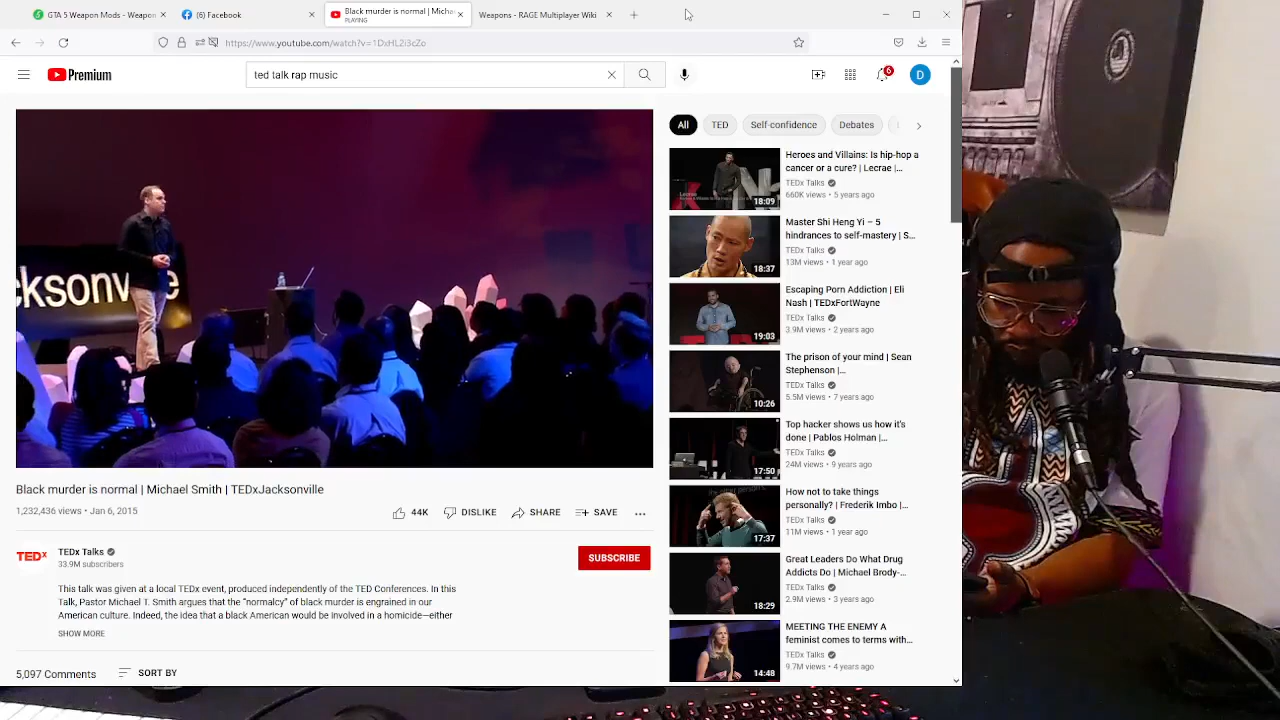 GTA 5 Weapon Mods - Weapons
(6) Facebook
Black murder is normal | Michae
PLAYING
Weapons - RAGE Multiplayer Wiki
https://www.youtube.com/watch?v=1DxHL2i3cZo
Premium
ted talk rap music
6
D
All
TED
Self-confidence
Debates
Heroes and Villains: Is hip-hop a
cancer or a cure? | Lecrae |...
TEDx Talks
660K views • 5 years ago
18:09
Master Shi Heng Yi – 5
hindrances to self-mastery | S...
TEDx Talks
13M views • 1 year ago
18:37
Escaping Porn Addiction | Eli
Nash | TEDxFortWayne
TEDx Talks
3.9M views • 2 years ago
19:03
The prison of your mind | Sean
Stephenson |...
TEDx Talks
5.5M views • 7 years ago
10:26
Top hacker shows us how it's
done | Pablos Holman |...
TEDx Talks
24M views • 9 years ago
17:50
How not to take things
personally? | Frederik Imbo |...
TEDx Talks
11M views • 1 year ago
17:37
Great Leaders Do What Drug
Addicts Do | Michael Brody-...
TEDx Talks
2.9M views • 3 years ago
18:29
MEETING THE ENEMY A
feminist comes to terms with...
TEDx Talks
9.7M views • 4 years ago
14:48
cksonville
Black murder is normal | Michael Smith | TEDxJacksonville
1,232,436 views • Jan 6, 2015
44K
DISLIKE
SHARE
SAVE
TEDx
TEDx Talks
33.9M subscribers
SUBSCRIBE
This talk was given at a local TEDx event, produced independently of the TED Conferences. In this
Talk, Pastor Michael T. Smith argues that the "normalcy" of black murder is engrained in our
American culture. Indeed, the idea that a black American would be involved in a homicide—either
SHOW MORE
5,097 Comments
SORT BY